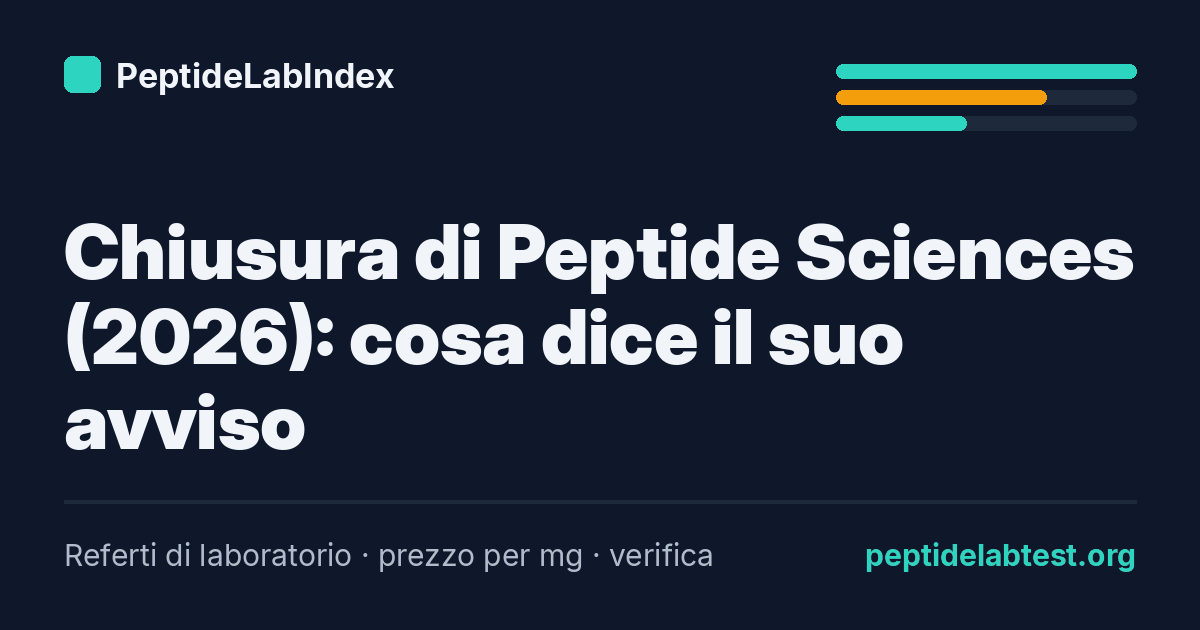 PeptideLabIndex
Chiusura di Peptide Sciences
(2026): cosa dice il suo
avviso
Referti di laboratorio · prezzo per mg · verifica
peptidelabtest.org